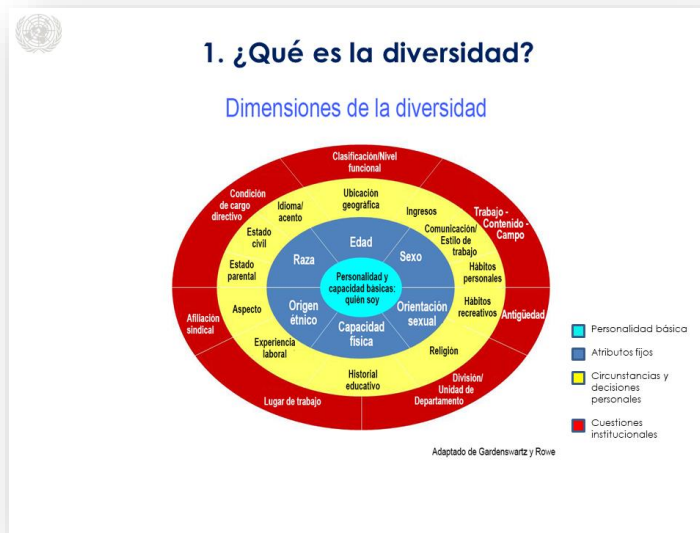 1. ¿Qué es la diversidad?
Dimensiones de la diversidad
Clasificación/Nivel
funcional
Condición
de cargo
directivo
Trabajo -
Contenido -
Campo
Afiliación
sindical
Antigüedad
Lugar de trabajo
División/
Unidad de
Departamento
Ubicación
geográfica
Idioma/
acento
Ingresos
Estado
civil
Comunicación/
Estilo de
trabajo
Estado
parental
Hábitos
personales
Aspecto
Hábitos
recreativos
Experiencia
laboral
Religión
Historial
educativo
Edad
Raza
Sexo
Origen
étnico
Orientación
sexual
Capacidad
física
Personalidad y
capacidad básicas:
quién soy
Personalidad básica
Atributos fijos
Circunstancias y
decisiones
personales
Cuestiones
institucionales
Adaptado de Gardenswartz y Rowe